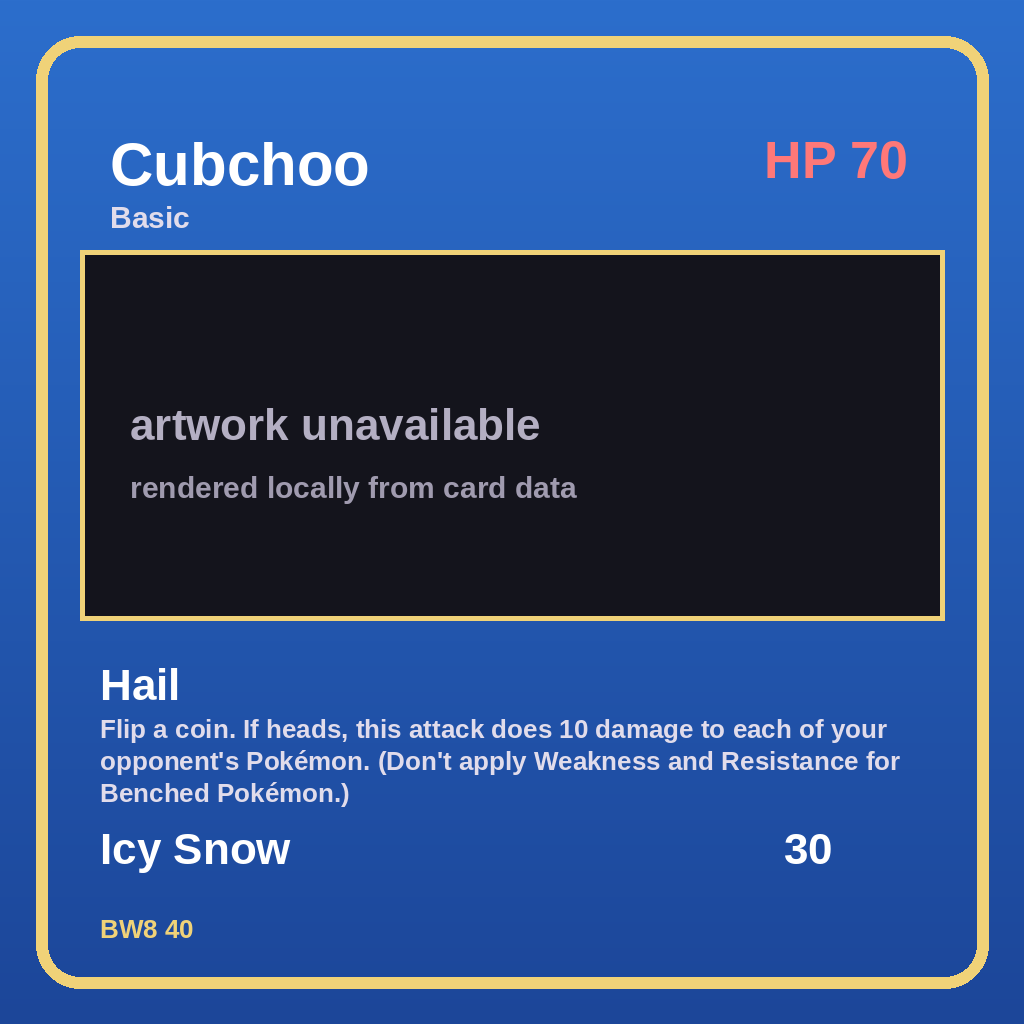 Cubchoo
HP 70
Basic
artwork unavailable
rendered locally from card data
Hail
Flip a coin. If heads, this attack does 10 damage to each of your
opponent's Pokémon. (Don't apply Weakness and Resistance for
Benched Pokémon.)
Icy Snow
30
BW8 40